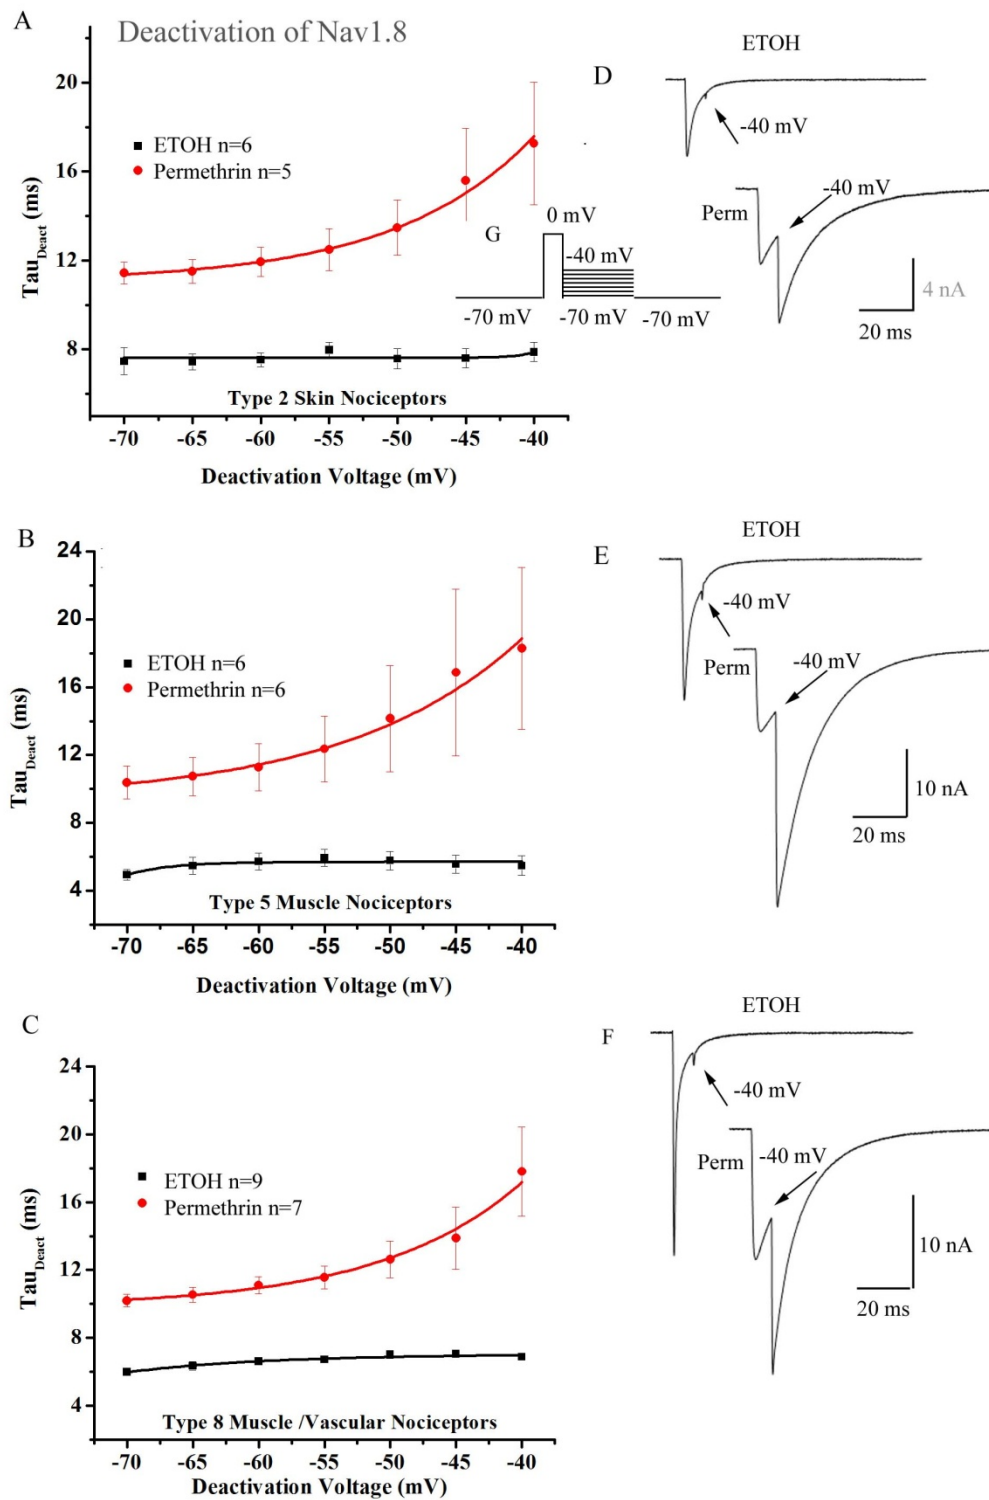 A
Deactivation of Nav1.8
20
16
12
8
Tau_Deact (ms)
ETOH n=6
Permethrin n=5
Type 2 Skin Nociceptors
-70 -65 -60 -55 -50 -45 -40
Deactivation Voltage (mV)
G
0 mV
-40 mV
-70 mV
-70 mV
-70 mV
D
ETOH
-40 mV
Perm
-40 mV
4 nA
20 ms
B
24
20
16
12
8
4
Tau_Deact (ms)
ETOH n=6
Permethrin n=6
Type 5 Muscle Nociceptors
-70 -65 -60 -55 -50 -45 -40
Deactivation Voltage (mV)
E
ETOH
-40 mV
Perm
-40 mV
10 nA
20 ms
C
24
20
16
12
8
4
Tau_Deact (ms)
ETOH n=9
Permethrin n=7
Type 8 Muscle /Vascular Nociceptors
-70 -65 -60 -55 -50 -45 -40
Deactivation Voltage (mV)
F
ETOH
-40 mV
Perm
-40 mV
10 nA
20 ms